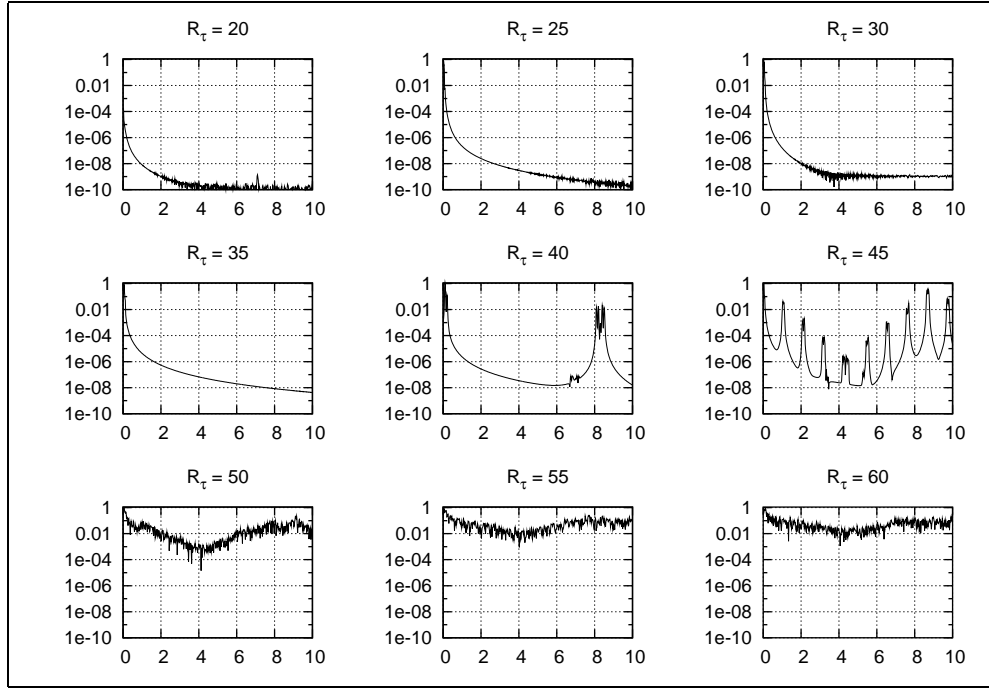 R_τ = 20
R_τ = 25
R_τ = 30
1
0.01
1e-04
1e-06
1e-08
1e-10
0 2 4 6 8 10
1
0.01
1e-04
1e-06
1e-08
1e-10
0 2 4 6 8 10
1
0.01
1e-04
1e-06
1e-08
1e-10
0 2 4 6 8 10
R_τ = 35
R_τ = 40
R_τ = 45
1
0.01
1e-04
1e-06
1e-08
1e-10
0 2 4 6 8 10
1
0.01
1e-04
1e-06
1e-08
1e-10
0 2 4 6 8 10
1
0.01
1e-04
1e-06
1e-08
1e-10
0 2 4 6 8 10
R_τ = 50
R_τ = 55
R_τ = 60
1
0.01
1e-04
1e-06
1e-08
1e-10
0 2 4 6 8 10
1
0.01
1e-04
1e-06
1e-08
1e-10
0 2 4 6 8 10
1
0.01
1e-04
1e-06
1e-08
1e-10
0 2 4 6 8 10